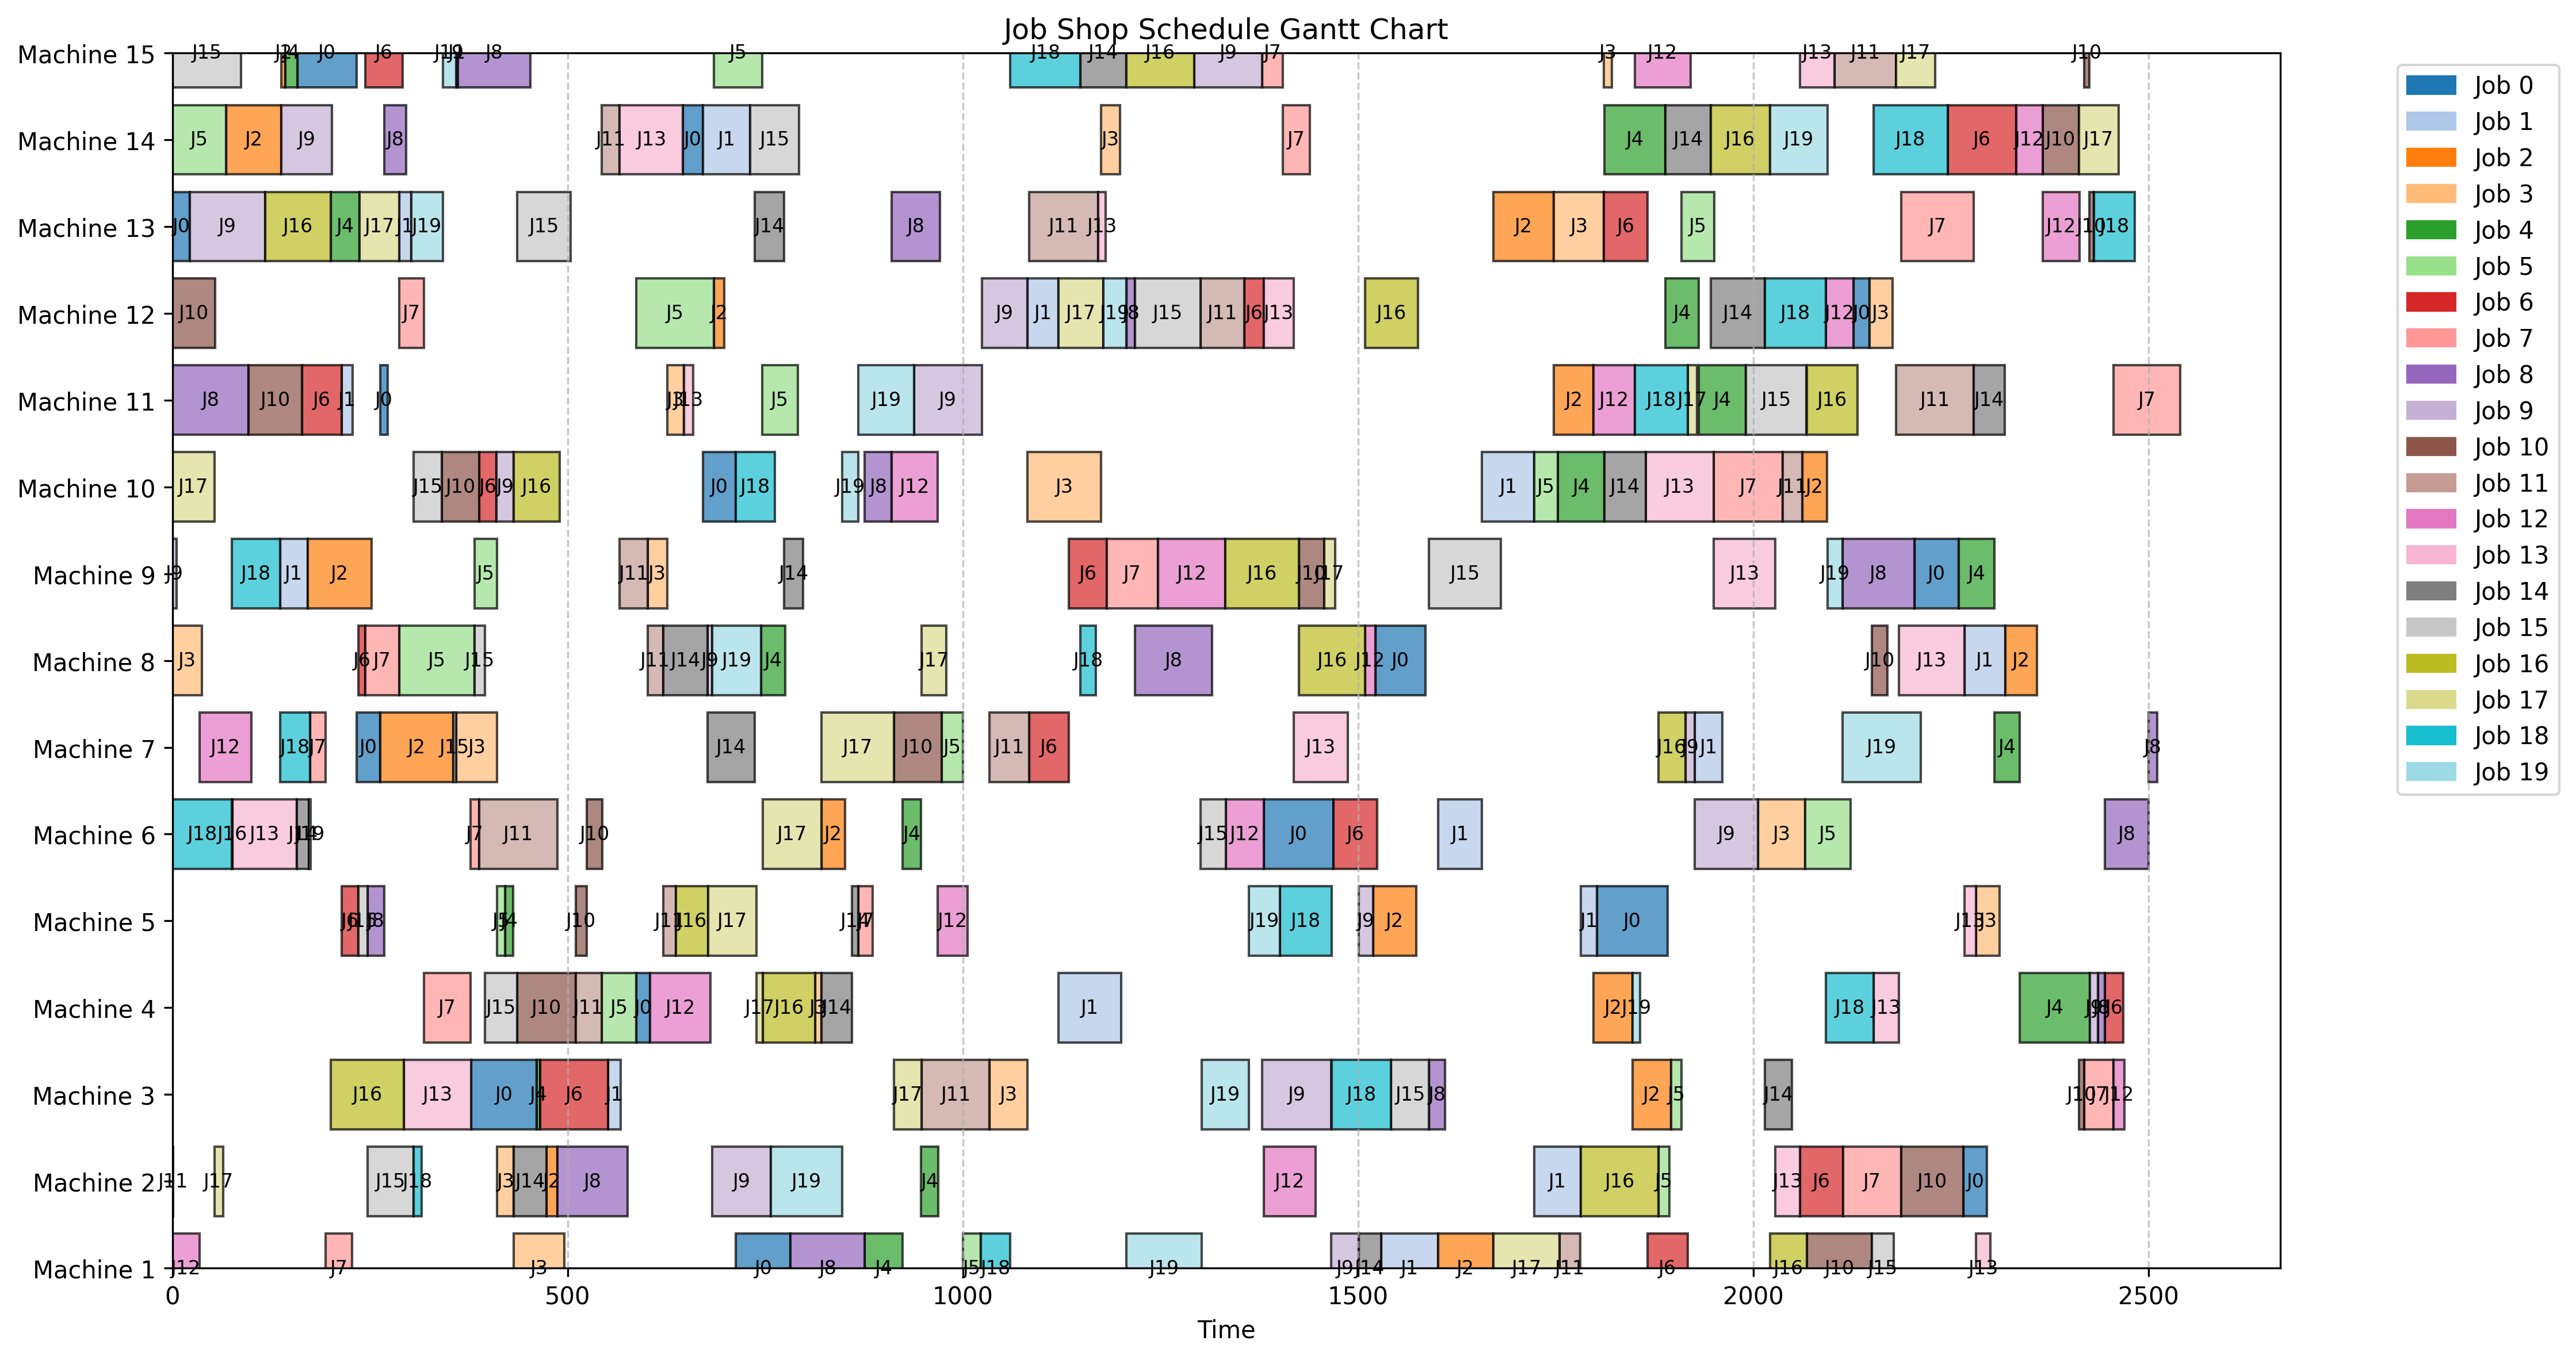 Job Shop Schedule Gantt Chart
Machine 15 J15 J2 J4 J0 J6 J19 J1 J8 J5 J18 J14 J16 J9 J7 J3 J12 J13 J11 J17 J10
Machine 14 J5 J2 J9 J8 J11 J13 J0 J1 J15 J3 J7 J4 J14 J16 J19 J18 J6 J12 J10 J17
Machine 13 J0 J9 J16 J4 J17 J1 J19 J15 J14 J8 J11 J13 J2 J3 J6 J5 J7 J12 J10 J18
Machine 12 J10 J7 J5 J2 J9 J1 J17 J19 J8 J15 J11 J6 J13 J16 J4 J14 J18 J12 J0 J3
Machine 11 J8 J10 J6 J1 J0 J3 J13 J5 J19 J9 J2 J12 J18 J17 J4 J15 J16 J11 J14 J7
Machine 10 J17 J15 J10 J6 J9 J16 J0 J18 J19 J8 J12 J3 J1 J5 J4 J14 J13 J7 J11 J2
Machine 9 J9 J18 J1 J2 J5 J11 J3 J14 J6 J7 J12 J16 J10 J17 J15 J13 J19 J8 J0 J4
Machine 8 J3 J6 J7 J5 J15 J11 J14 J9 J19 J4 J17 J18 J8 J16 J12 J0 J10 J13 J1 J2
Machine 7 J12 J18 J7 J0 J2 J15 J3 J14 J17 J10 J5 J11 J6 J13 J16 J9 J1 J19 J4 J8
Machine 6 J18 J16 J13 J14 J19 J7 J11 J10 J17 J2 J4 J15 J12 J0 J6 J1 J9 J3 J5 J8
Machine 5 J6 J15 J8 J5 J4 J10 J11 J16 J17 J14 J7 J12 J19 J18 J9 J2 J1 J0 J13 J3
Machine 4 J7 J15 J10 J11 J5 J0 J12 J17 J16 J3 J14 J1 J2 J19 J18 J13 J4 J9 J8 J6
Machine 3 J16 J13 J0 J4 J6 J1 J17 J11 J3 J19 J9 J18 J15 J8 J2 J5 J14 J10 J7 J12
Machine 2 J11 J17 J15 J18 J3 J14 J2 J8 J9 J19 J4 J12 J1 J16 J5 J13 J6 J7 J10 J0
Machine 1 J12 J7 J3 J0 J8 J4 J5 J18 J19 J9 J14 J1 J2 J17 J11 J6 J16 J10 J15 J13
0 500 1000 1500 2000 2500
Time
Job 0
Job 1
Job 2
Job 3
Job 4
Job 5
Job 6
Job 7
Job 8
Job 9
Job 10
Job 11
Job 12
Job 13
Job 14
Job 15
Job 16
Job 17
Job 18
Job 19